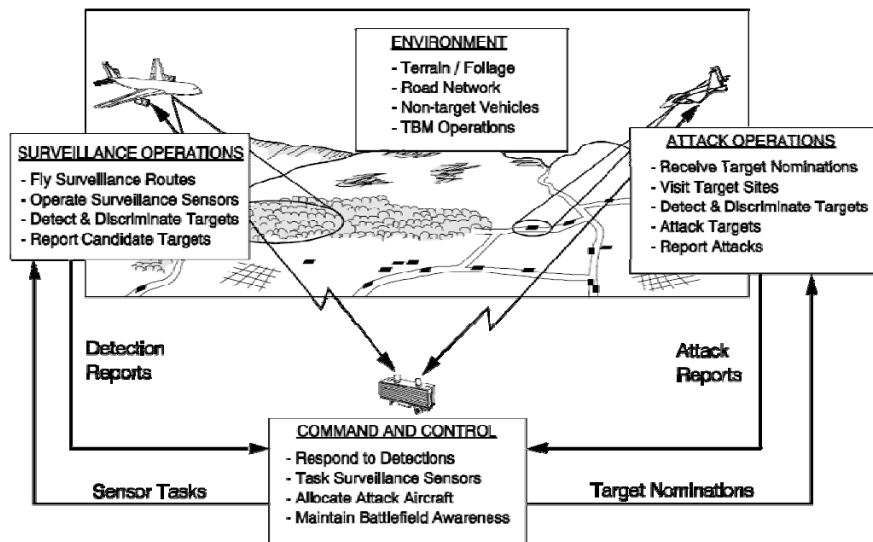 ENVIRONMENT
- Terrain / Foliage
- Road Network
- Non-target Vehicles
- TBM Operations
SURVEILLANCE OPERATIONS
- Fly Surveillance Routes
- Operate Surveillance Sensors
- Detect & Discriminate Targets
- Report Candidate Targets
ATTACK OPERATIONS
- Receive Target Nominations
- Visit Target Sites
- Detect & Discriminate Targets
- Attack Targets
- Report Attacks
Detection
Reports
Attack
Reports
COMMAND AND CONTROL
- Respond to Detections
- Task Surveillance Sensors
- Allocate Attack Aircraft
- Maintain Battlefield Awareness
Sensor Tasks
Target Nominations